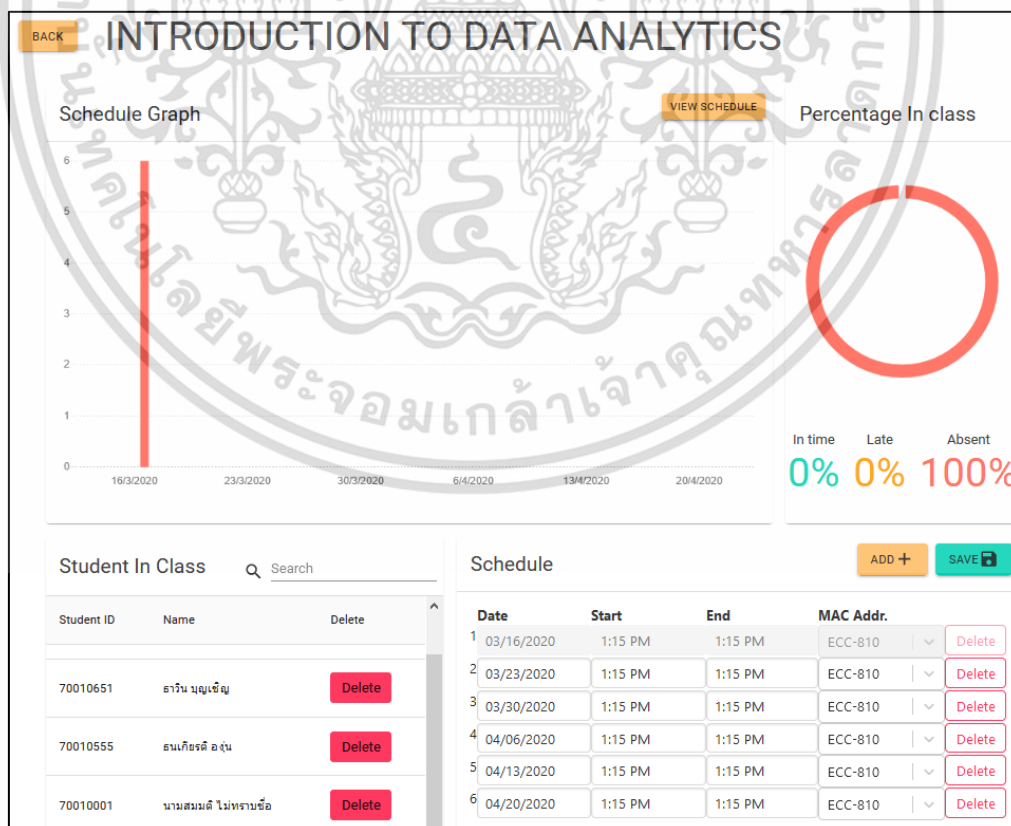 BACK INTRODUCTION TO DATA ANALYTICS
Schedule Graph VIEW SCHEDULE
6
5
4
3
2
1
0
16/3/2020 23/3/2020 30/3/2020 6/4/2020 13/4/2020 20/4/2020
Percentage In class
In time Late Absent
0% 0% 100%
Student In Class Search
Student ID Name Delete
70010651 ธาวิน บุญเชิญ Delete
70010555 ธนเกียรติ องุ่น Delete
70010001 นามสมมติ ไม่ทราบชื่อ Delete
Schedule ADD + SAVE
Date Start End MAC Addr.
1 03/16/2020 1:15 PM 1:15 PM ECC-810 Delete
2 03/23/2020 1:15 PM 1:15 PM ECC-810 Delete
3 03/30/2020 1:15 PM 1:15 PM ECC-810 Delete
4 04/06/2020 1:15 PM 1:15 PM ECC-810 Delete
5 04/13/2020 1:15 PM 1:15 PM ECC-810 Delete
6 04/20/2020 1:15 PM 1:15 PM ECC-810 Delete